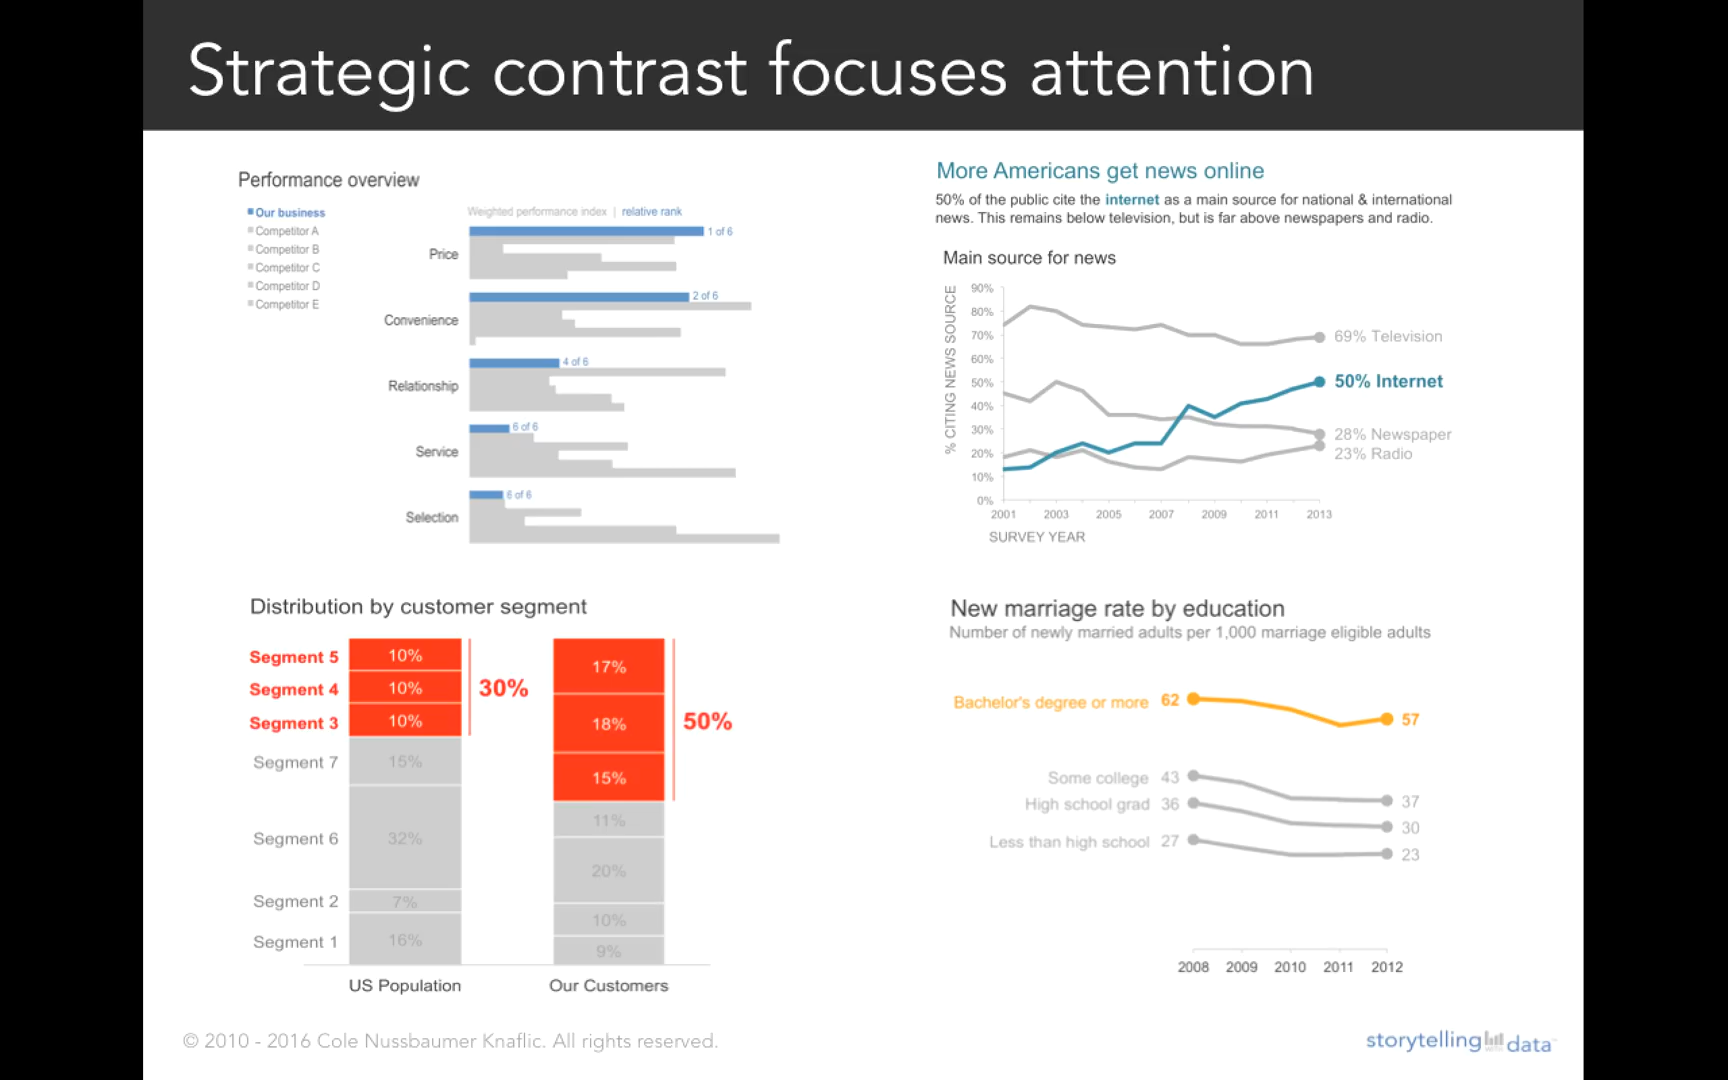 Strategic contrast focuses attention
Performance overview
Our business
Competitor A
Competitor B
Competitor C
Competitor D
Competitor E
Weighted performance index | relative rank
Price
1 of 6
Convenience
2 of 6
Relationship
4 of 6
Service
6 of 6
Selection
6 of 6
More Americans get news online
50% of the public cite the internet as a main source for national & international
news. This remains below television, but is far above newspapers and radio.
Main source for news
% CITING NEWS SOURCE
90%
80%
70%
60%
50%
40%
30%
20%
10%
0%
69% Television
50% Internet
28% Newspaper
23% Radio
2001 2003 2005 2007 2009 2011 2013
SURVEY YEAR
Distribution by customer segment
Segment 5 10% 17%
Segment 4 10% 30% 18% 50%
Segment 3 10% 15%
Segment 7 15% 11%
Segment 6 32% 20%
Segment 2 7% 10%
Segment 1 16% 9%
US Population Our Customers
New marriage rate by education
Number of newly married adults per 1,000 marriage eligible adults
Bachelor's degree or more 62 57
Some college 43 37
High school grad 36 30
Less than high school 27 23
2008 2009 2010 2011 2012
© 2010 - 2016 Cole Nussbaumer Knaflic. All rights reserved.
storytelling with data